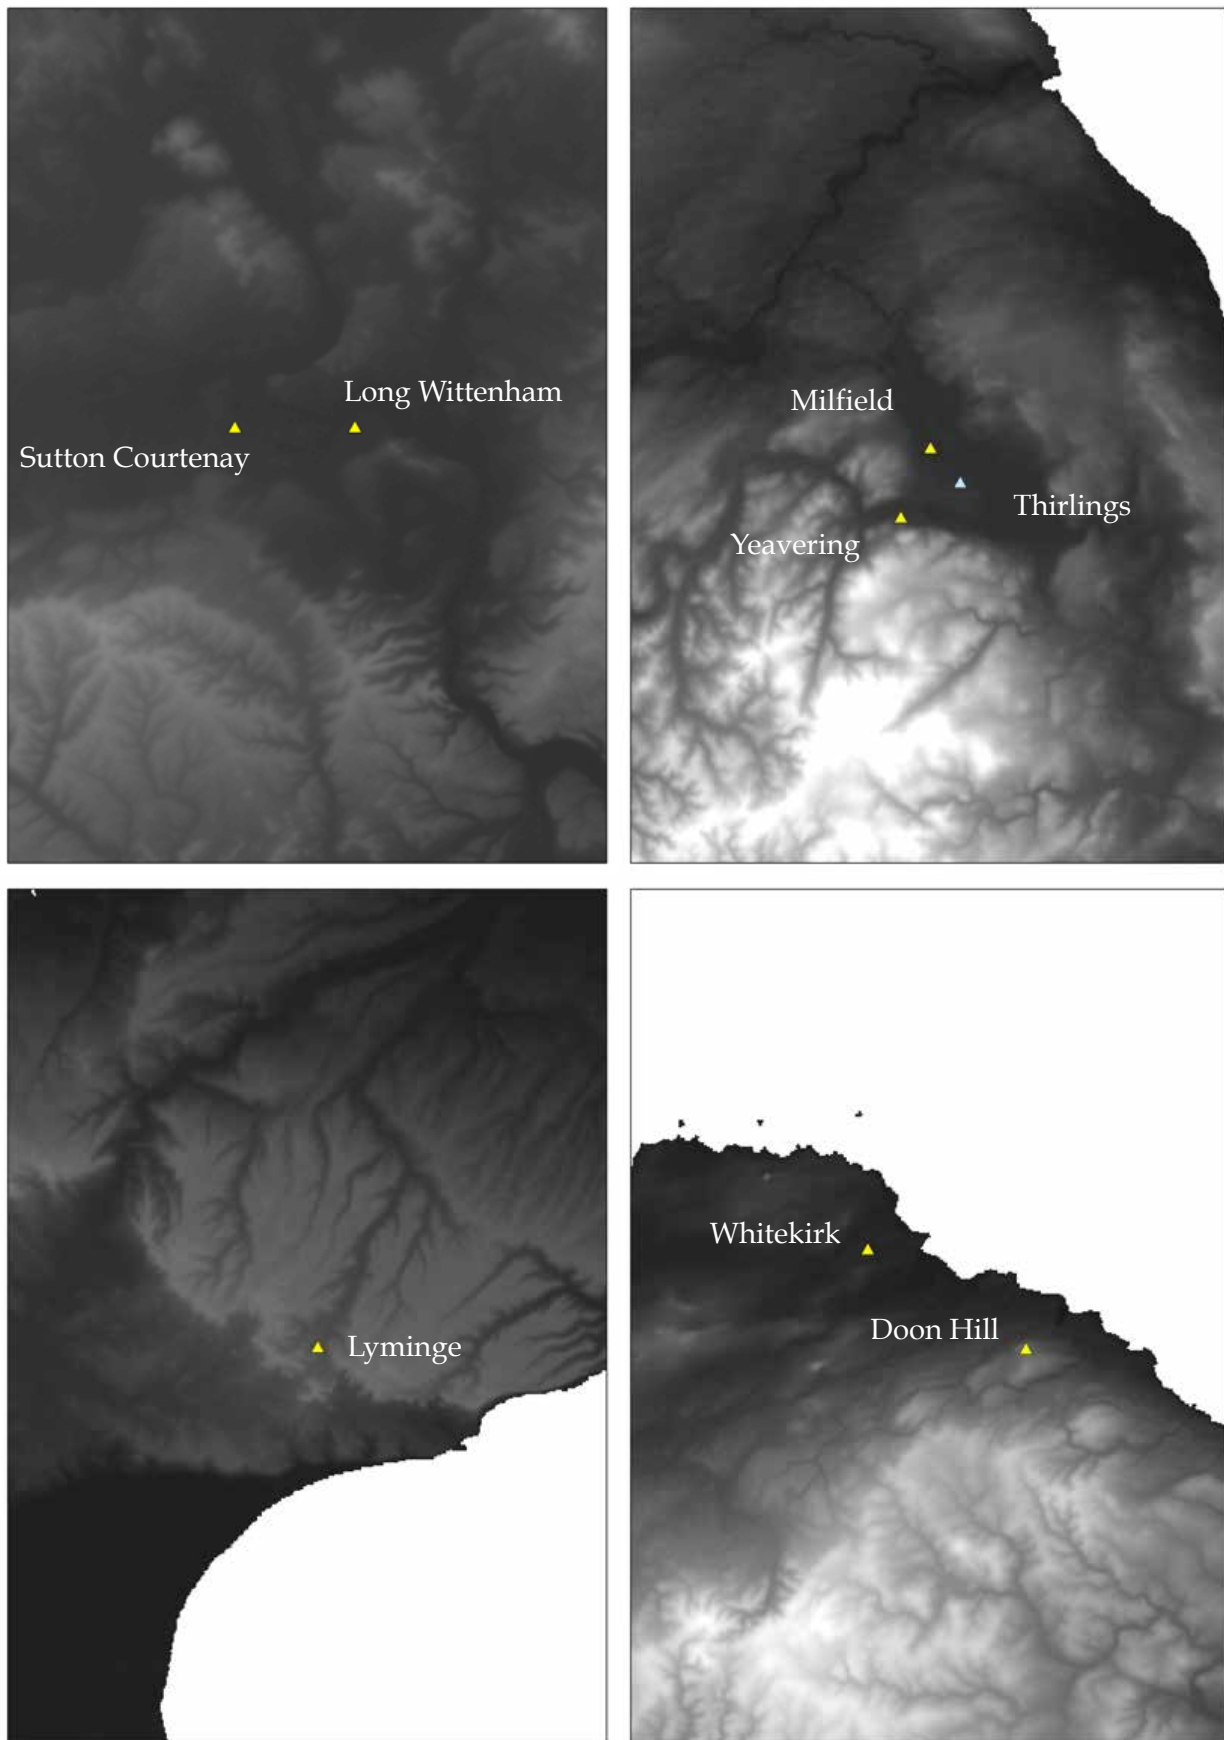 Long Wittenham
Sutton Courtenay
Milfield
Thirlings
Yeavering
Lyminge
Whitekirk
Doon Hill